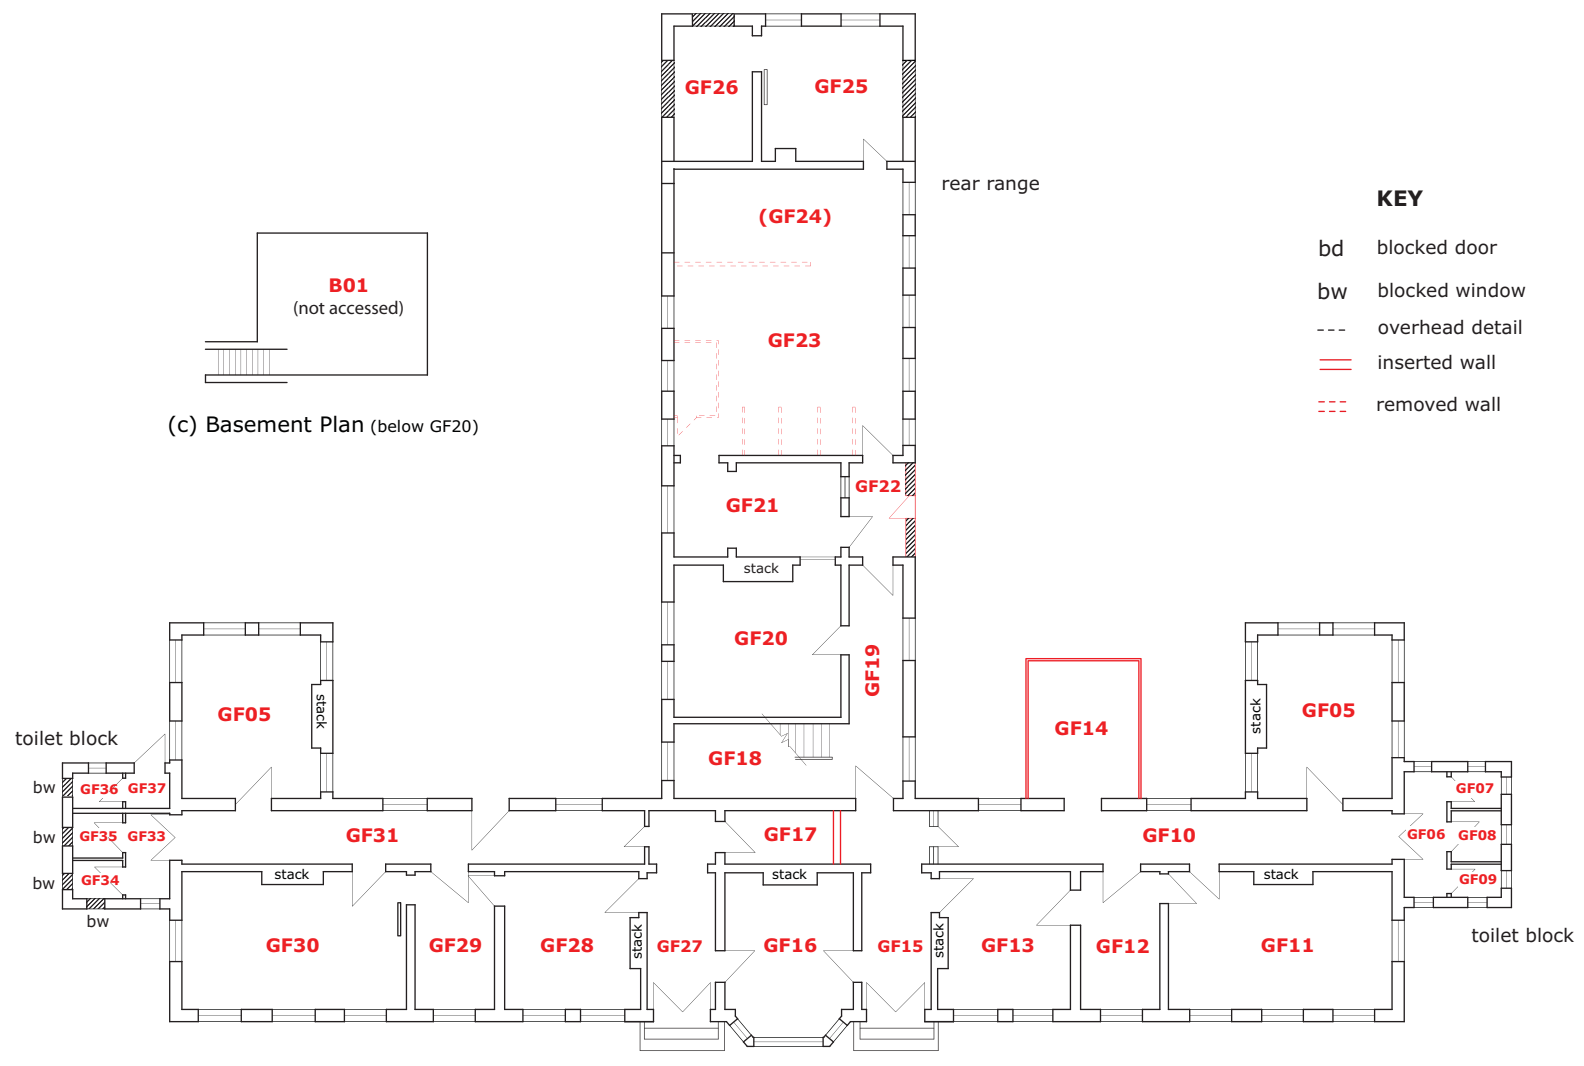 GF26
GF25
rear range
KEY
(GF24)
bd blocked door
B01
(not accessed)
bw blocked window
overhead detail
GF23
inserted wall
removed wall
(c) Basement Plan (below GF20)
GF22
GF21
stack
GF20
GF19
GF05
stack
GF14
GF05
stack
toilet block
GF18
bw
GF36
GF37
GF07
bw
GF35
GF33
GF31
GF17
GF10
GF06
GF08
bw
GF34
stack
stack
stack
GF09
bw
GF30
GF29
GF28
stack
GF27
GF16
GF15
stack
GF13
GF12
GF11
toilet block